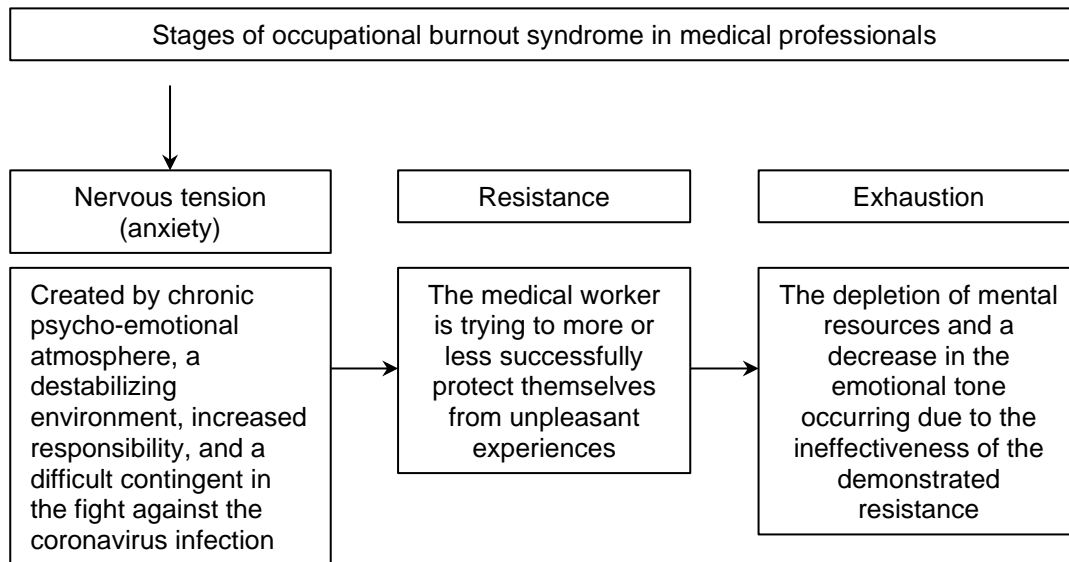 Stages of occupational burnout syndrome in medical professionals
Nervous tension
(anxiety)
Created by chronic
psycho-emotional
atmosphere, a
destabilizing
environment, increased
responsibility, and a
difficult contingent in
the fight against the
coronavirus infection
Resistance
The medical worker
is trying to more or
less successfully
protect themselves
from unpleasant
experiences
Exhaustion
The depletion of mental
resources and a
decrease in the
emotional tone
occurring due to the
ineffectiveness of the
demonstrated
resistance